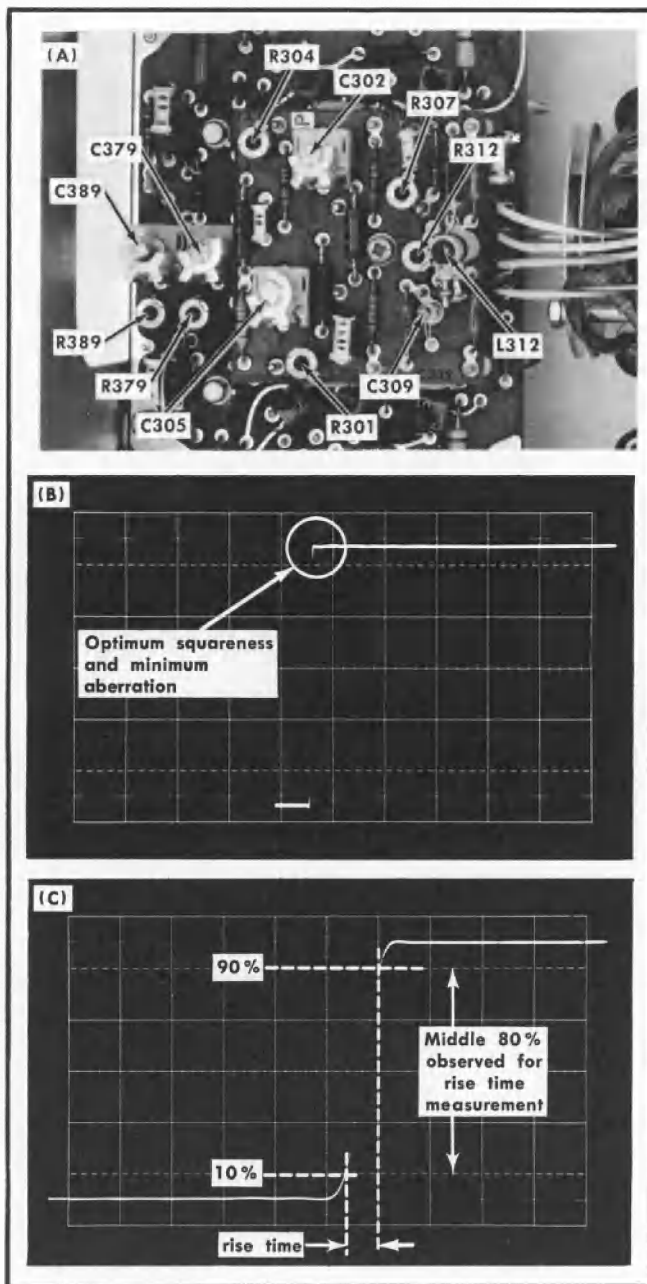 (A)
R304
C302
R307
C379
R312
C389
R389
R379
C305
R301
C309
L312
(B)
Optimum squareness
and minimum
aberration
(C)
90%
Middle 80%
observed for
rise time
measurement
10%
rise time